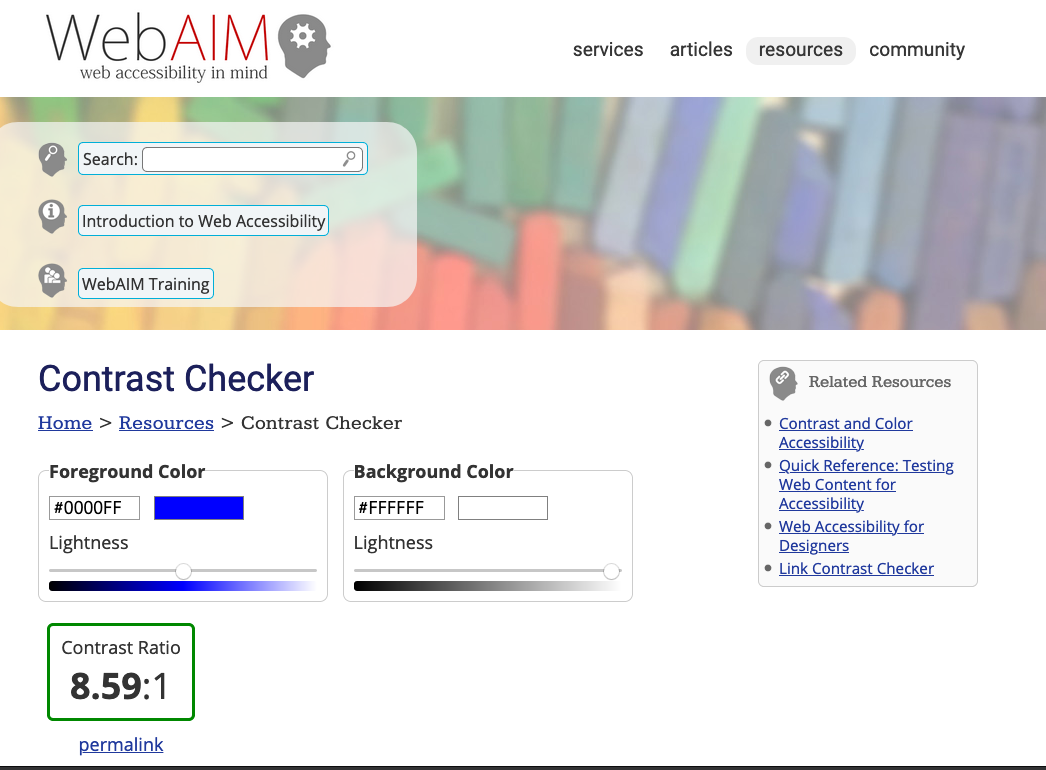 WebAIM
web accessibility in mind
services articles resources community
Search:
Introduction to Web Accessibility
WebAIM Training
Contrast Checker
Home > Resources > Contrast Checker
Foreground Color
#0000FF
Lightness
Background Color
#FFFFFF
Lightness
Contrast Ratio
8.59:1
permalink
Related Resources
Contrast and Color
Accessibility
Quick Reference: Testing
Web Content for
Accessibility
Web Accessibility for
Designers
Link Contrast Checker